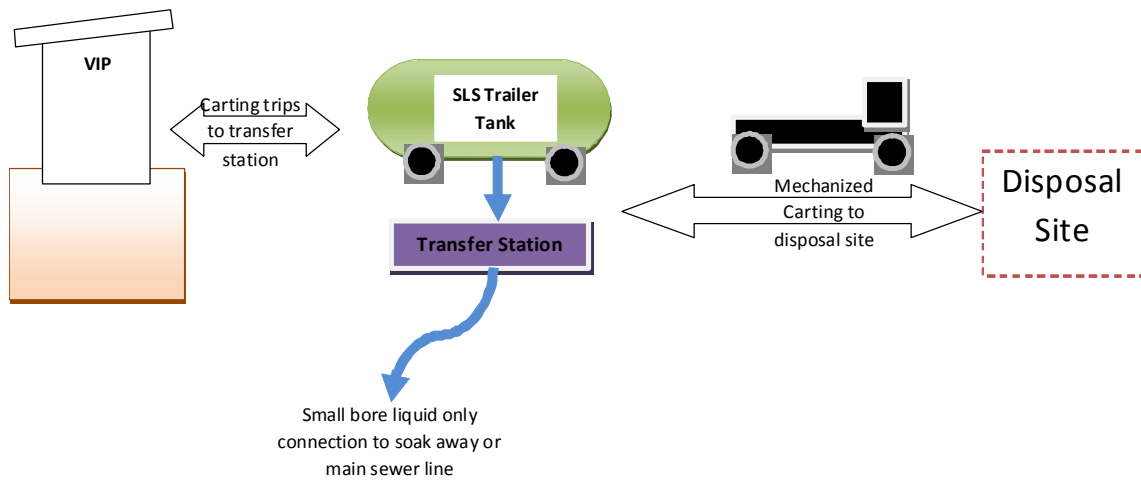 VIP
Carting trips
to transfer
station
SLS Trailer
Tank
Transfer Station
Small bore liquid only
connection to soak away or
main sewer line
Mechanized
Carting to
disposal site
Disposal
Site